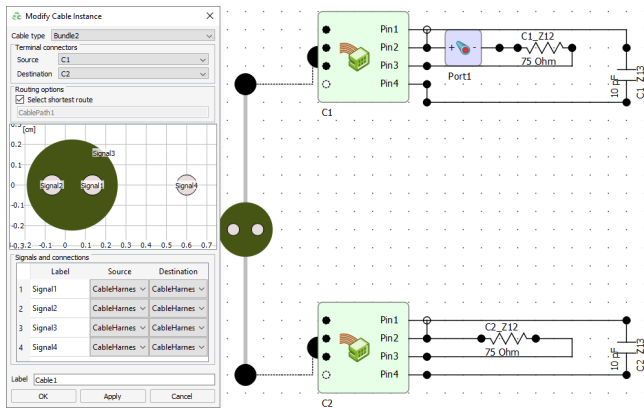 Modify Cable Instance
Cable type Bundle2
Terminal connectors
Source C1
Destination C2
Routing options
Select shortest route
CablePath1
0.3 [cm]
0.2
Signal3
0.1
0 Signal2 Signal1 Signal4
-0.1
-0.2
-0.3 -0.2 -0.1 0 0.1 0.2 0.3 0.4 0.5 0.6 0.7
Signals and connections
Label Source Destination
1 Signal1 CableHarnes CableHarnes
2 Signal2 CableHarnes CableHarnes
3 Signal3 CableHarnes CableHarnes
4 Signal4 CableHarnes CableHarnes
Label Cable1
OK Apply Cancel
Pin1
Pin2
Pin3
Pin4
C1
+ -
Port1
C1_Z12
75 Ohm
10 pF
C1_Z13
Pin1
Pin2
Pin3
Pin4
C2
C2_Z12
75 Ohm
10 pF
C2_Z13